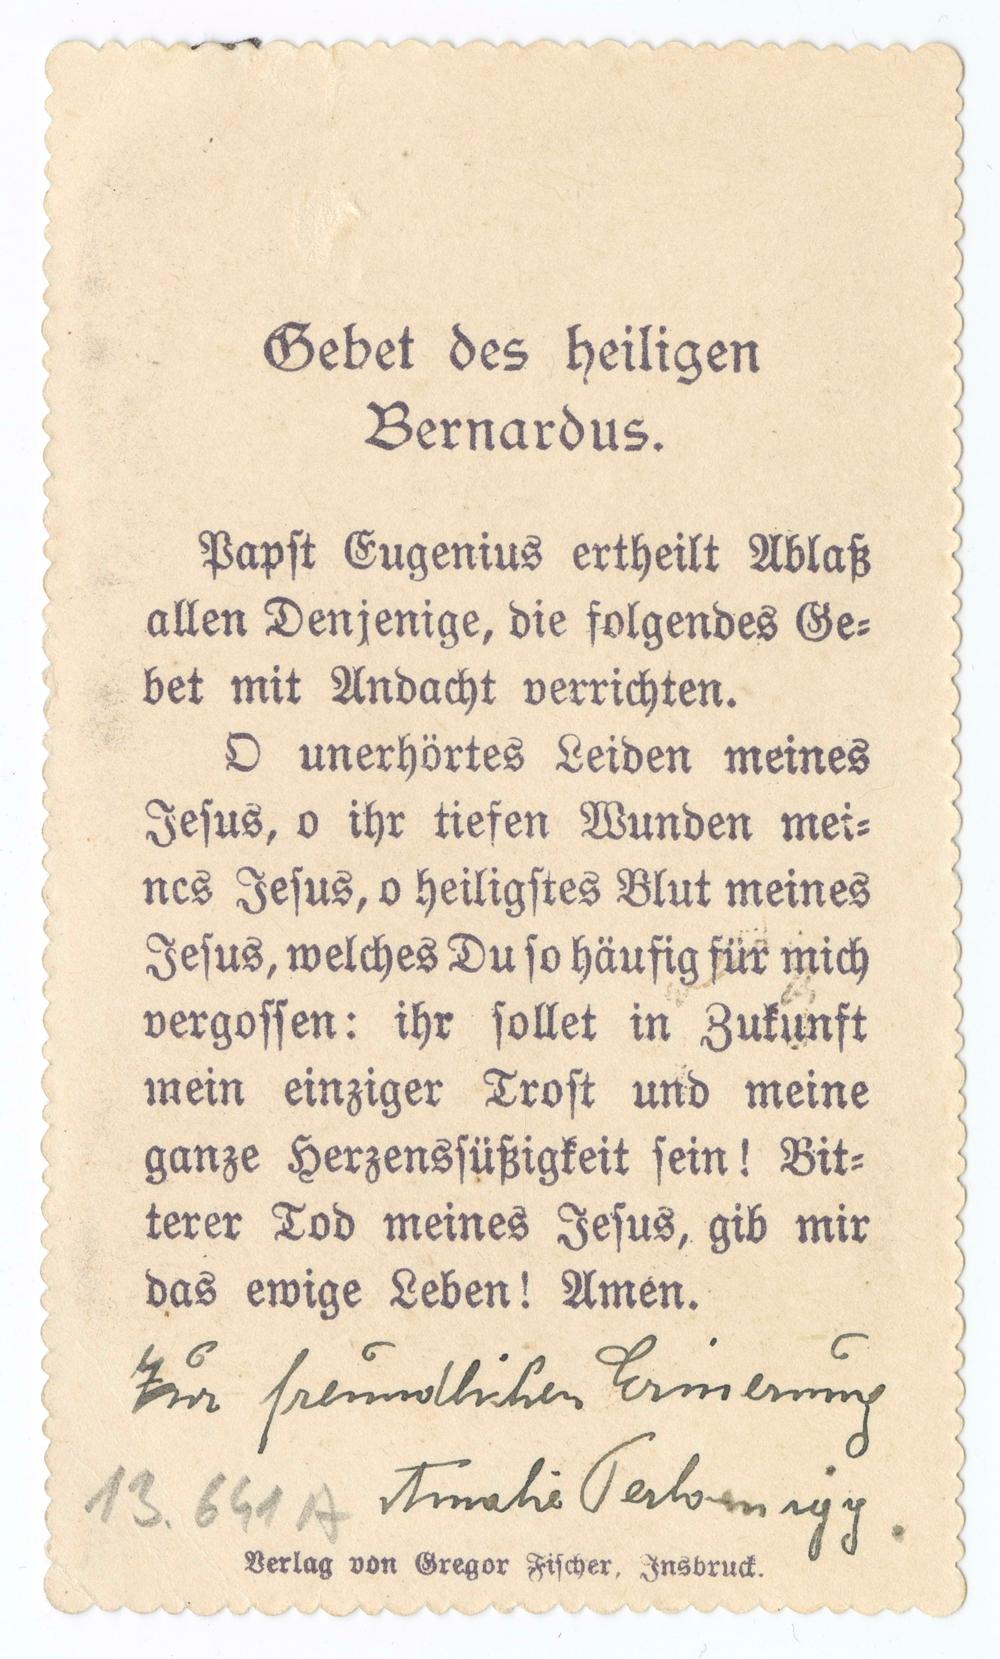 Gebet des heiligen
Bernardus.
Papst Eugenius ertheilt Ablaß
allen Denjenige, die folgendes Ge-
bet mit Andacht verrichten.
O unerhörtes Leiden meines
Jesus, o ihr tiefen Wunden mei-
nes Jesus, o heiligstes Blut meines
Jesus, welches Du so häufig für mich
vergossen: ihr sollet in Zukunft
mein einziger Trost und meine
ganze Herzenssüßigkeit sein! Bit-
terer Tod meines Jesus, gib mir
das ewige Leben! Amen.
Zur freundlichen Erinerung
13.641 A Amalie
Verlag von Gregor Fischer, Innsbruck.